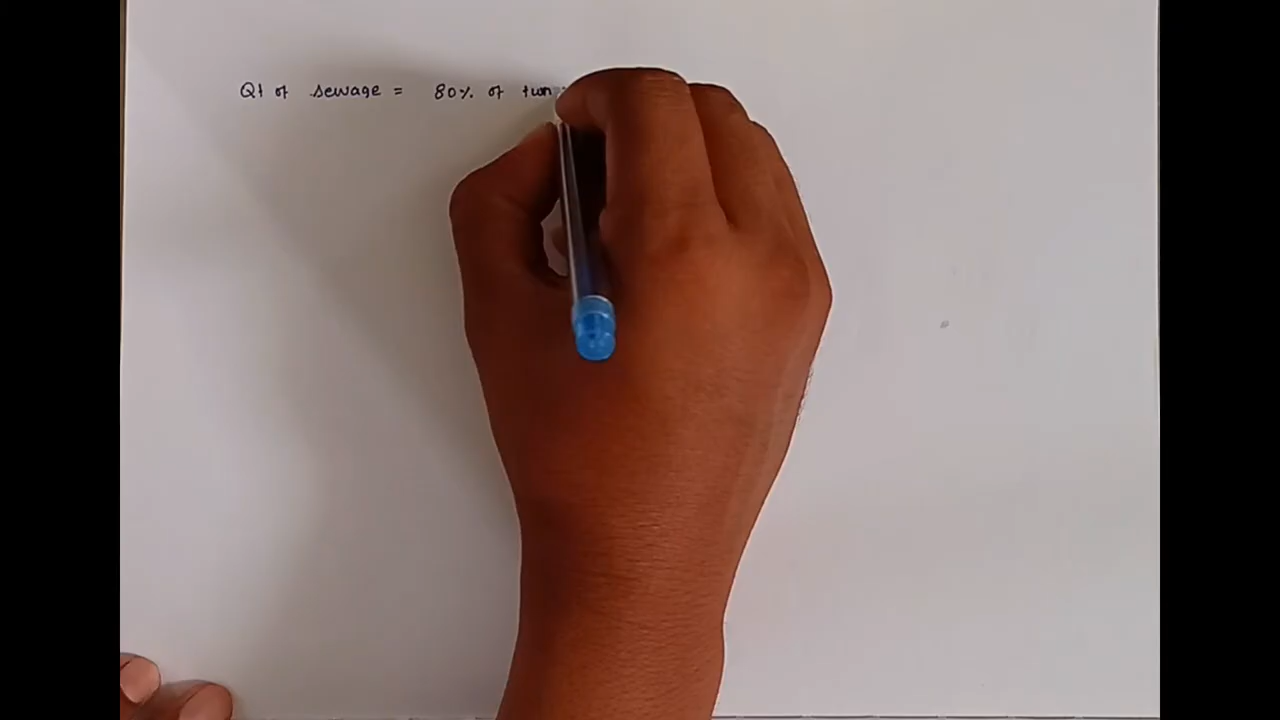 Qt of sewage = 80% of